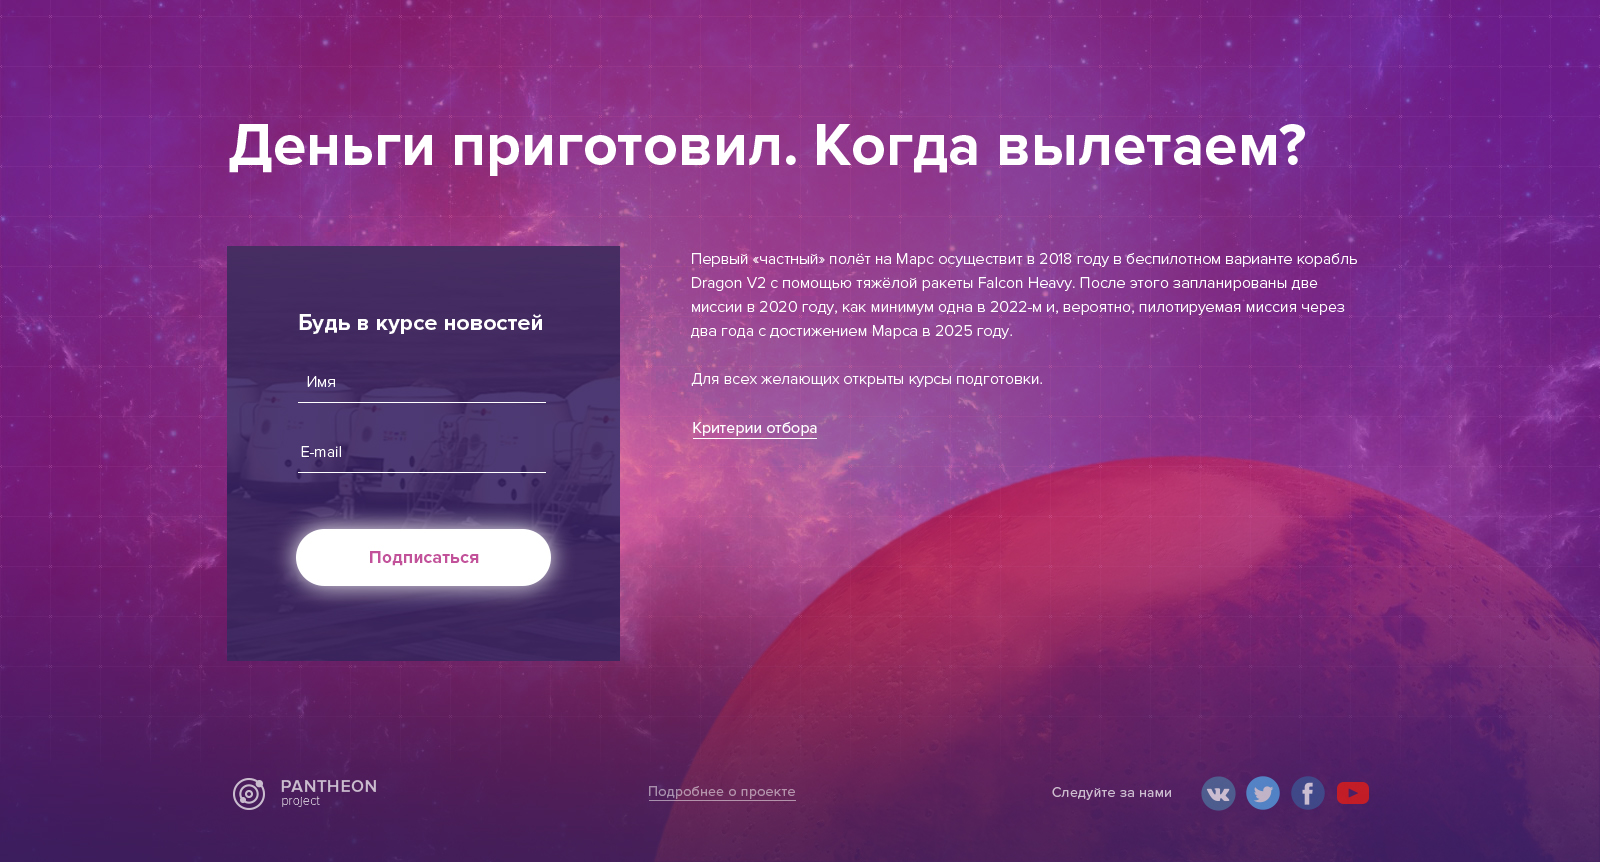 Деньги приготовил. Когда вылетаем?
Будь в курсе новостей
Имя
E-mail
Подписаться
Первый «частный» полёт на Марс осуществит в 2018 году в беспилотном варианте корабль
Dragon V2 с помощью тяжёлой ракеты Falcon Heavy. После этого запланированы две
миссии в 2020 году, как минимум одна в 2022-м и, вероятно, пилотируемая миссия через
два года с достижением Марса в 2025 году.
Для всех желающих открыты курсы подготовки.
Критерии отбора
PANTHEON
project
Подробнее о проекте
Следуйте за нами